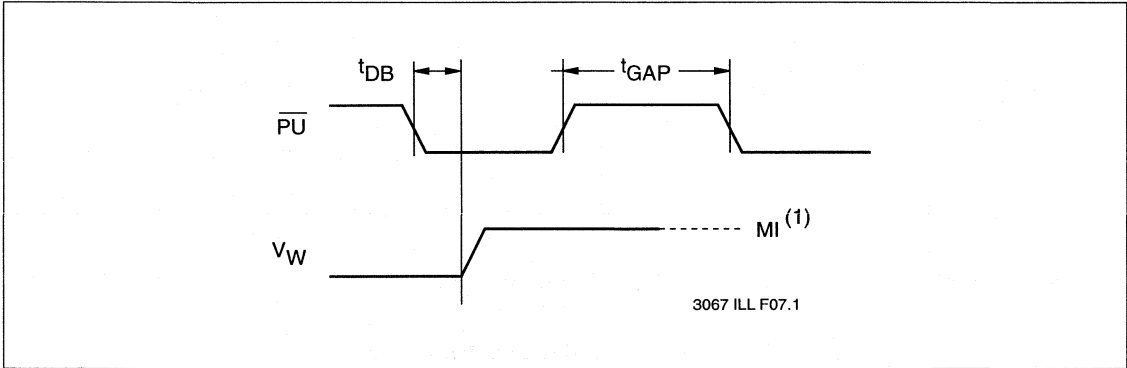 tDB
tGAP
PU
VW
MI (1)
3067 ILL F07.1